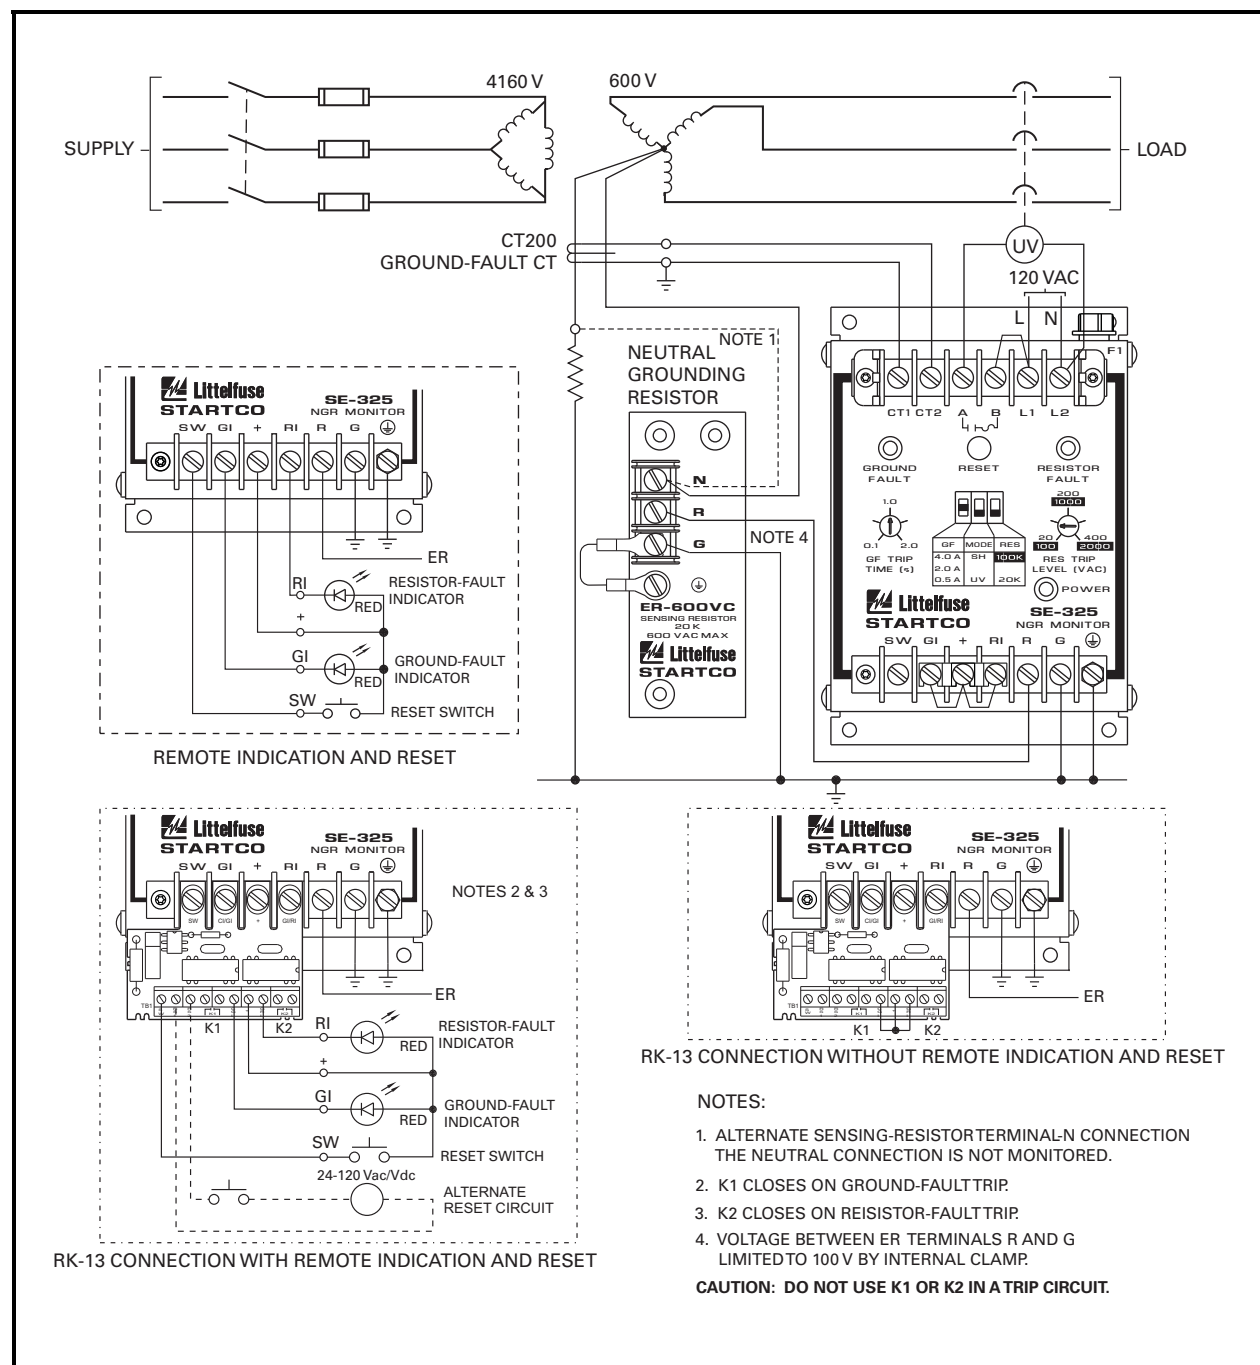 4160 V
600 V
SUPPLY
LOAD
CT200
GROUND-FAULT CT
UV
120 VAC
L N
NOTE 1
NEUTRAL
GROUNDING
RESISTOR
F1
CT1 CT2 A B L1 L2
GROUND
FAULT
RESET
RESISTOR
FAULT
1.0
0.1 2.0
GF TRIP
TIME (s)
GF MODE RES
4.0 A SH 100K
2.0 A
0.5 A UV 20K
200
1000
20 400
100 2000
RES TRIP
LEVEL (VAC)
POWER
Littelfuse
STARTCO
SE-325
NGR MONITOR
SW GI + RI R G
N
R
NOTE 4
G
ER-600VC
SENSING RESISTOR
20 K
600 VAC MAX
Littelfuse
STARTCO
Littelfuse
STARTCO
SE-325
NGR MONITOR
SW GI + RI R G
ER
RI
RESISTOR-FAULT
INDICATOR
RED
+
GI
GROUND-FAULT
INDICATOR
RED
SW
RESET SWITCH
REMOTE INDICATION AND RESET
Littelfuse
STARTCO
SE-325
NGR MONITOR
SW GI + RI R G
NOTES 2 & 3
SW CI/GI + GI/RI
TB1
K1 K2
ER
RI
RESISTOR-FAULT
INDICATOR
RED
+
GI
GROUND-FAULT
INDICATOR
RED
SW
RESET SWITCH
24-120 Vac/Vdc
ALTERNATE
RESET CIRCUIT
RK-13 CONNECTION WITH REMOTE INDICATION AND RESET
Littelfuse
STARTCO
SE-325
NGR MONITOR
SW GI + RI R G
SW CI/GI + GI/RI
TB1
K1 K2
ER
RK-13 CONNECTION WITHOUT REMOTE INDICATION AND RESET
NOTES:
1. ALTERNATE SENSING-RESISTOR TERMINAL-N CONNECTION
THE NEUTRAL CONNECTION IS NOT MONITORED.
2. K1 CLOSES ON GROUND-FAULT TRIP.
3. K2 CLOSES ON REISISTOR-FAULT TRIP.
4. VOLTAGE BETWEEN ER TERMINALS R AND G
LIMITED TO 100 V BY INTERNAL CLAMP.
CAUTION: DO NOT USE K1 OR K2 IN A TRIP CIRCUIT.